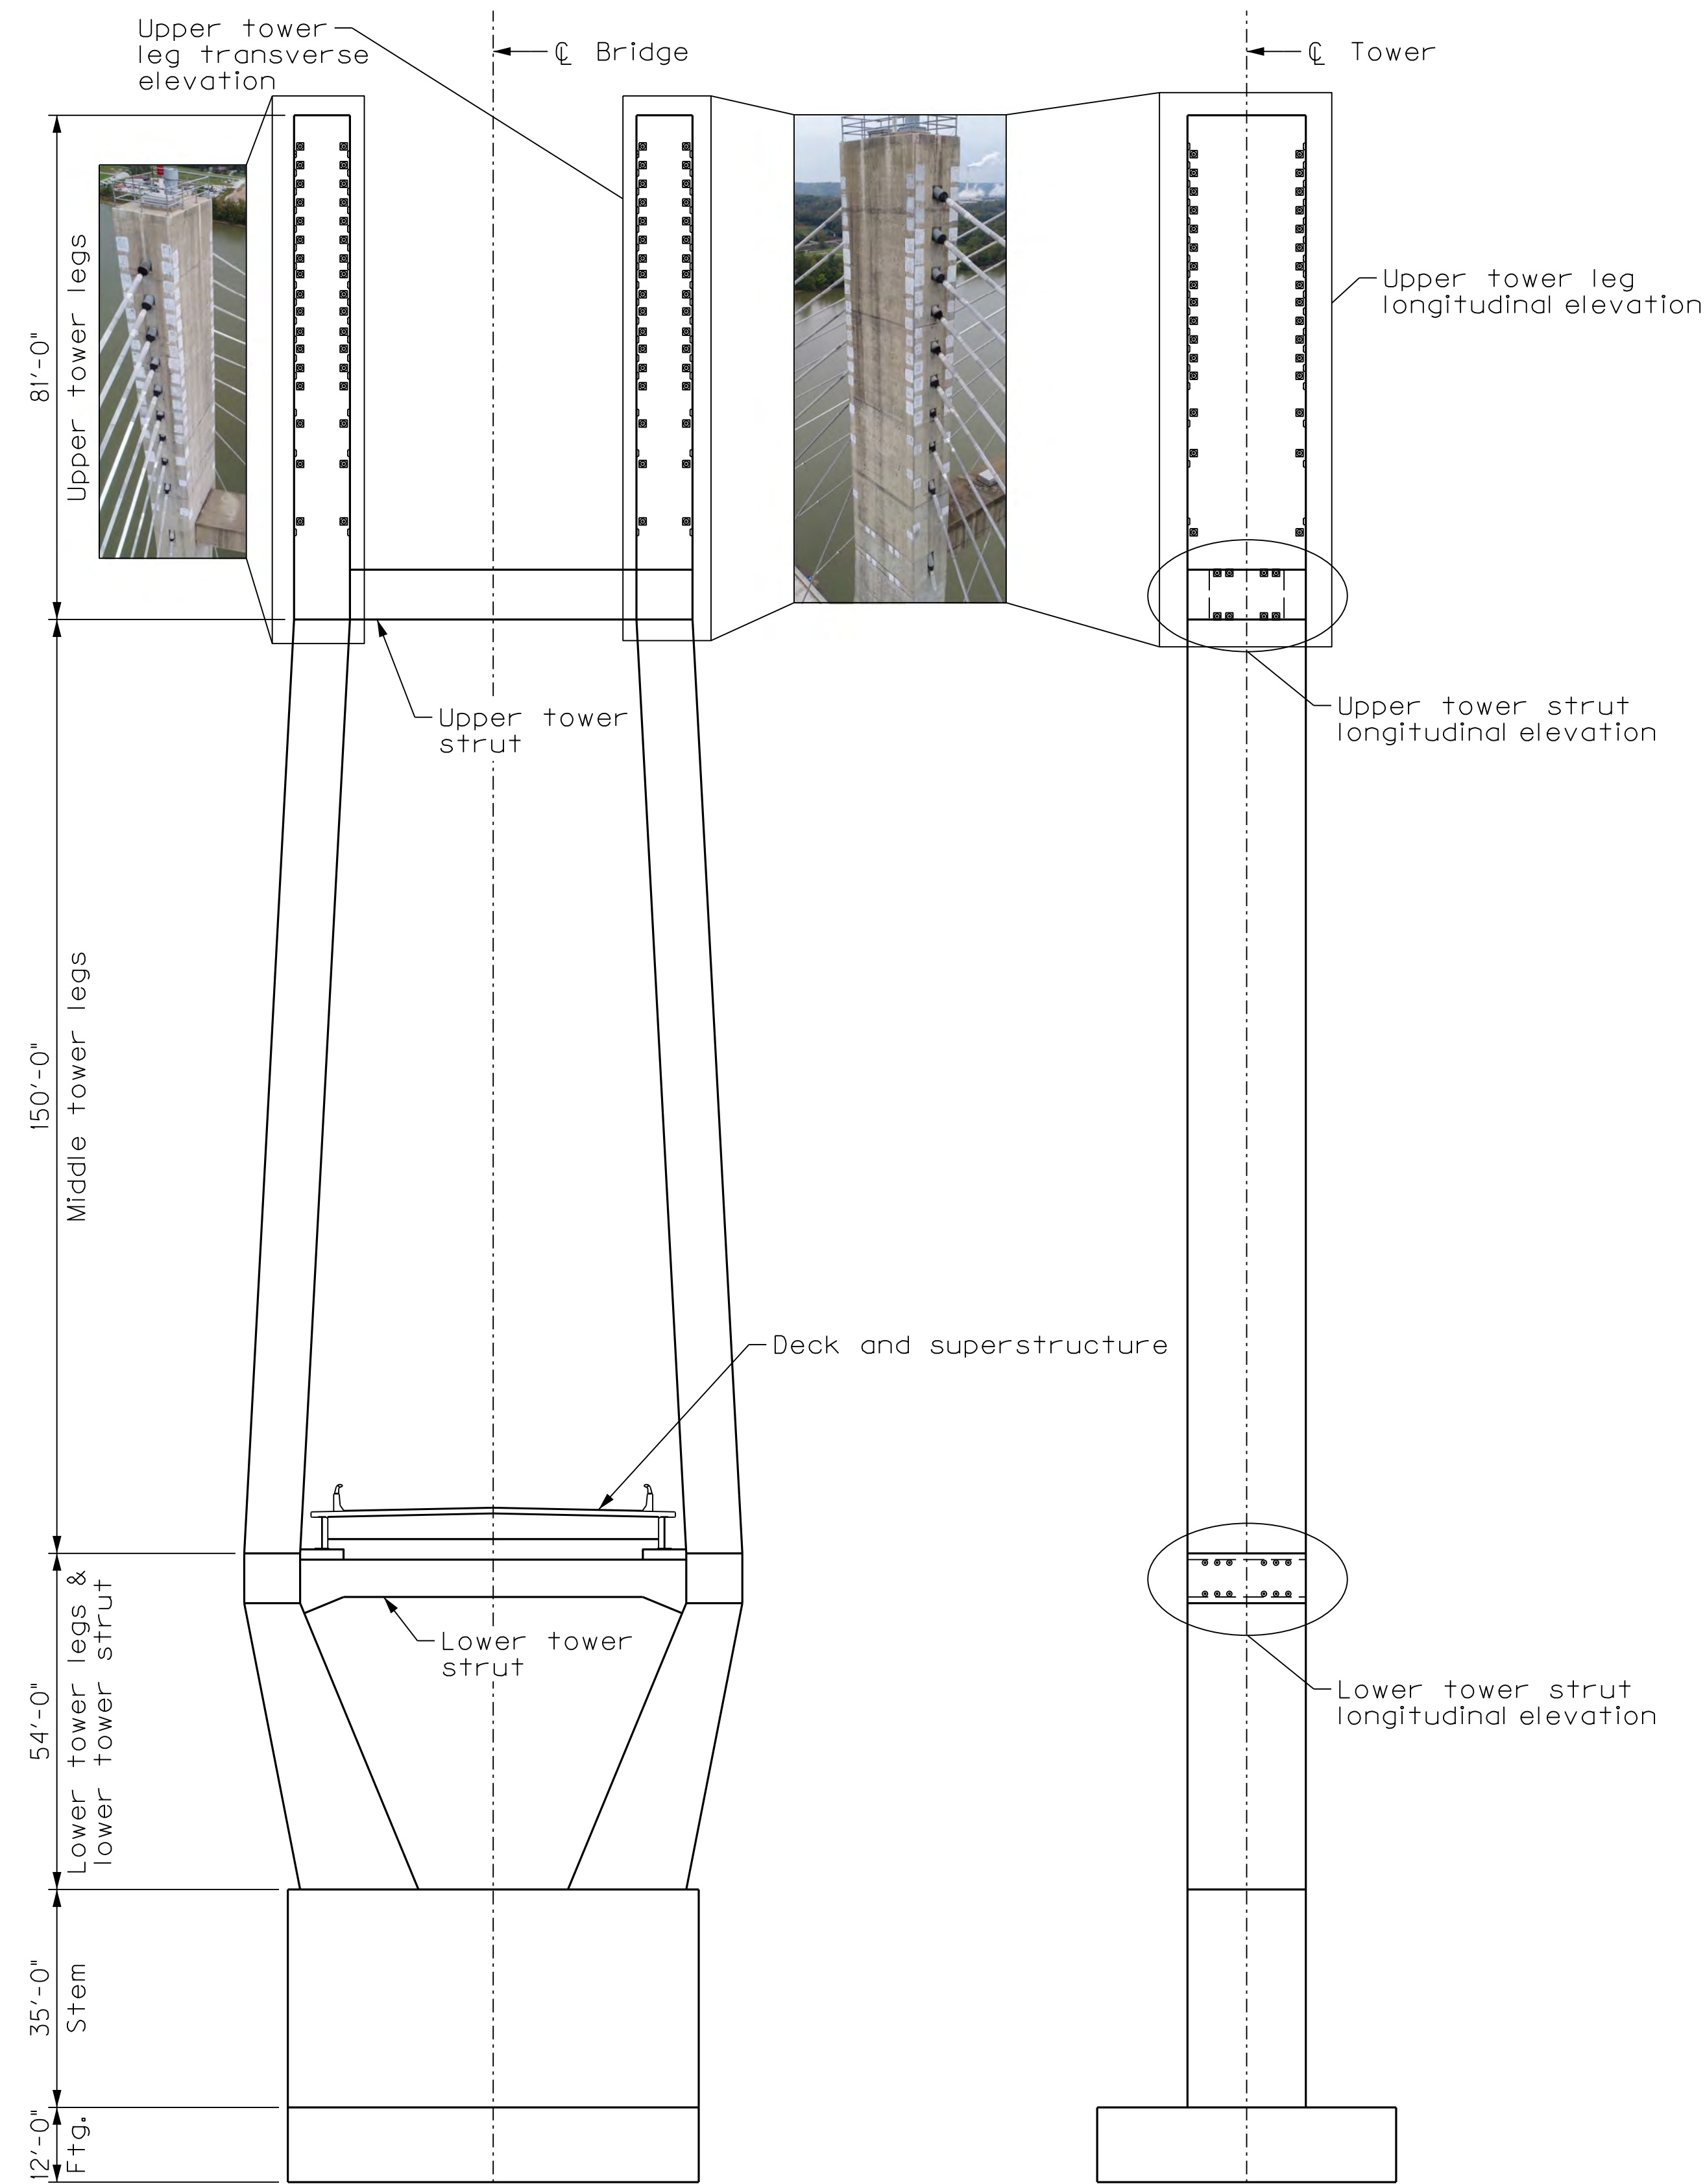 Upper tower
leg transverse
elevation
℄ Bridge
℄ Tower
81'-0"
Upper tower legs
Upper tower leg
longitudinal elevation
Upper tower
strut
Upper tower strut
longitudinal elevation
150'-0"
Middle tower legs
Deck and superstructure
54'-0"
Lower tower legs &
lower tower strut
Lower tower
strut
Lower tower strut
longitudinal elevation
35'-0"
Stem
12'-0"
Ftg.